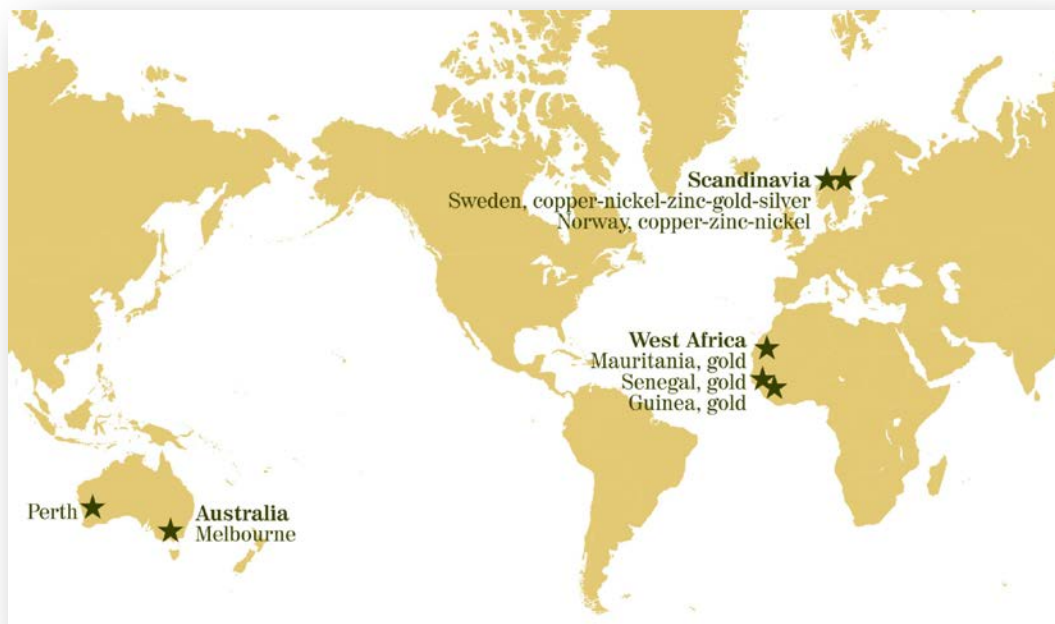 Scandinavia
Sweden, copper-nickel-zinc-gold-silver
Norway, copper-zinc-nickel
West Africa
Mauritania, gold
Senegal, gold
Guinea, gold
Perth
Australia
Melbourne